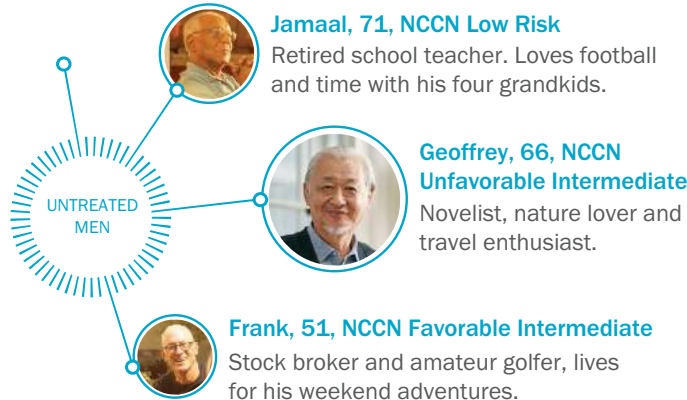 Jamaal, 71, NCCN Low Risk
Retired school teacher. Loves football
and time with his four grandkids.
Geoffrey, 66, NCCN
Unfavorable Intermediate
Novelist, nature lover and
travel enthusiast.
UNTREATED
MEN
Frank, 51, NCCN Favorable Intermediate
Stock broker and amateur golfer, lives
for his weekend adventures.